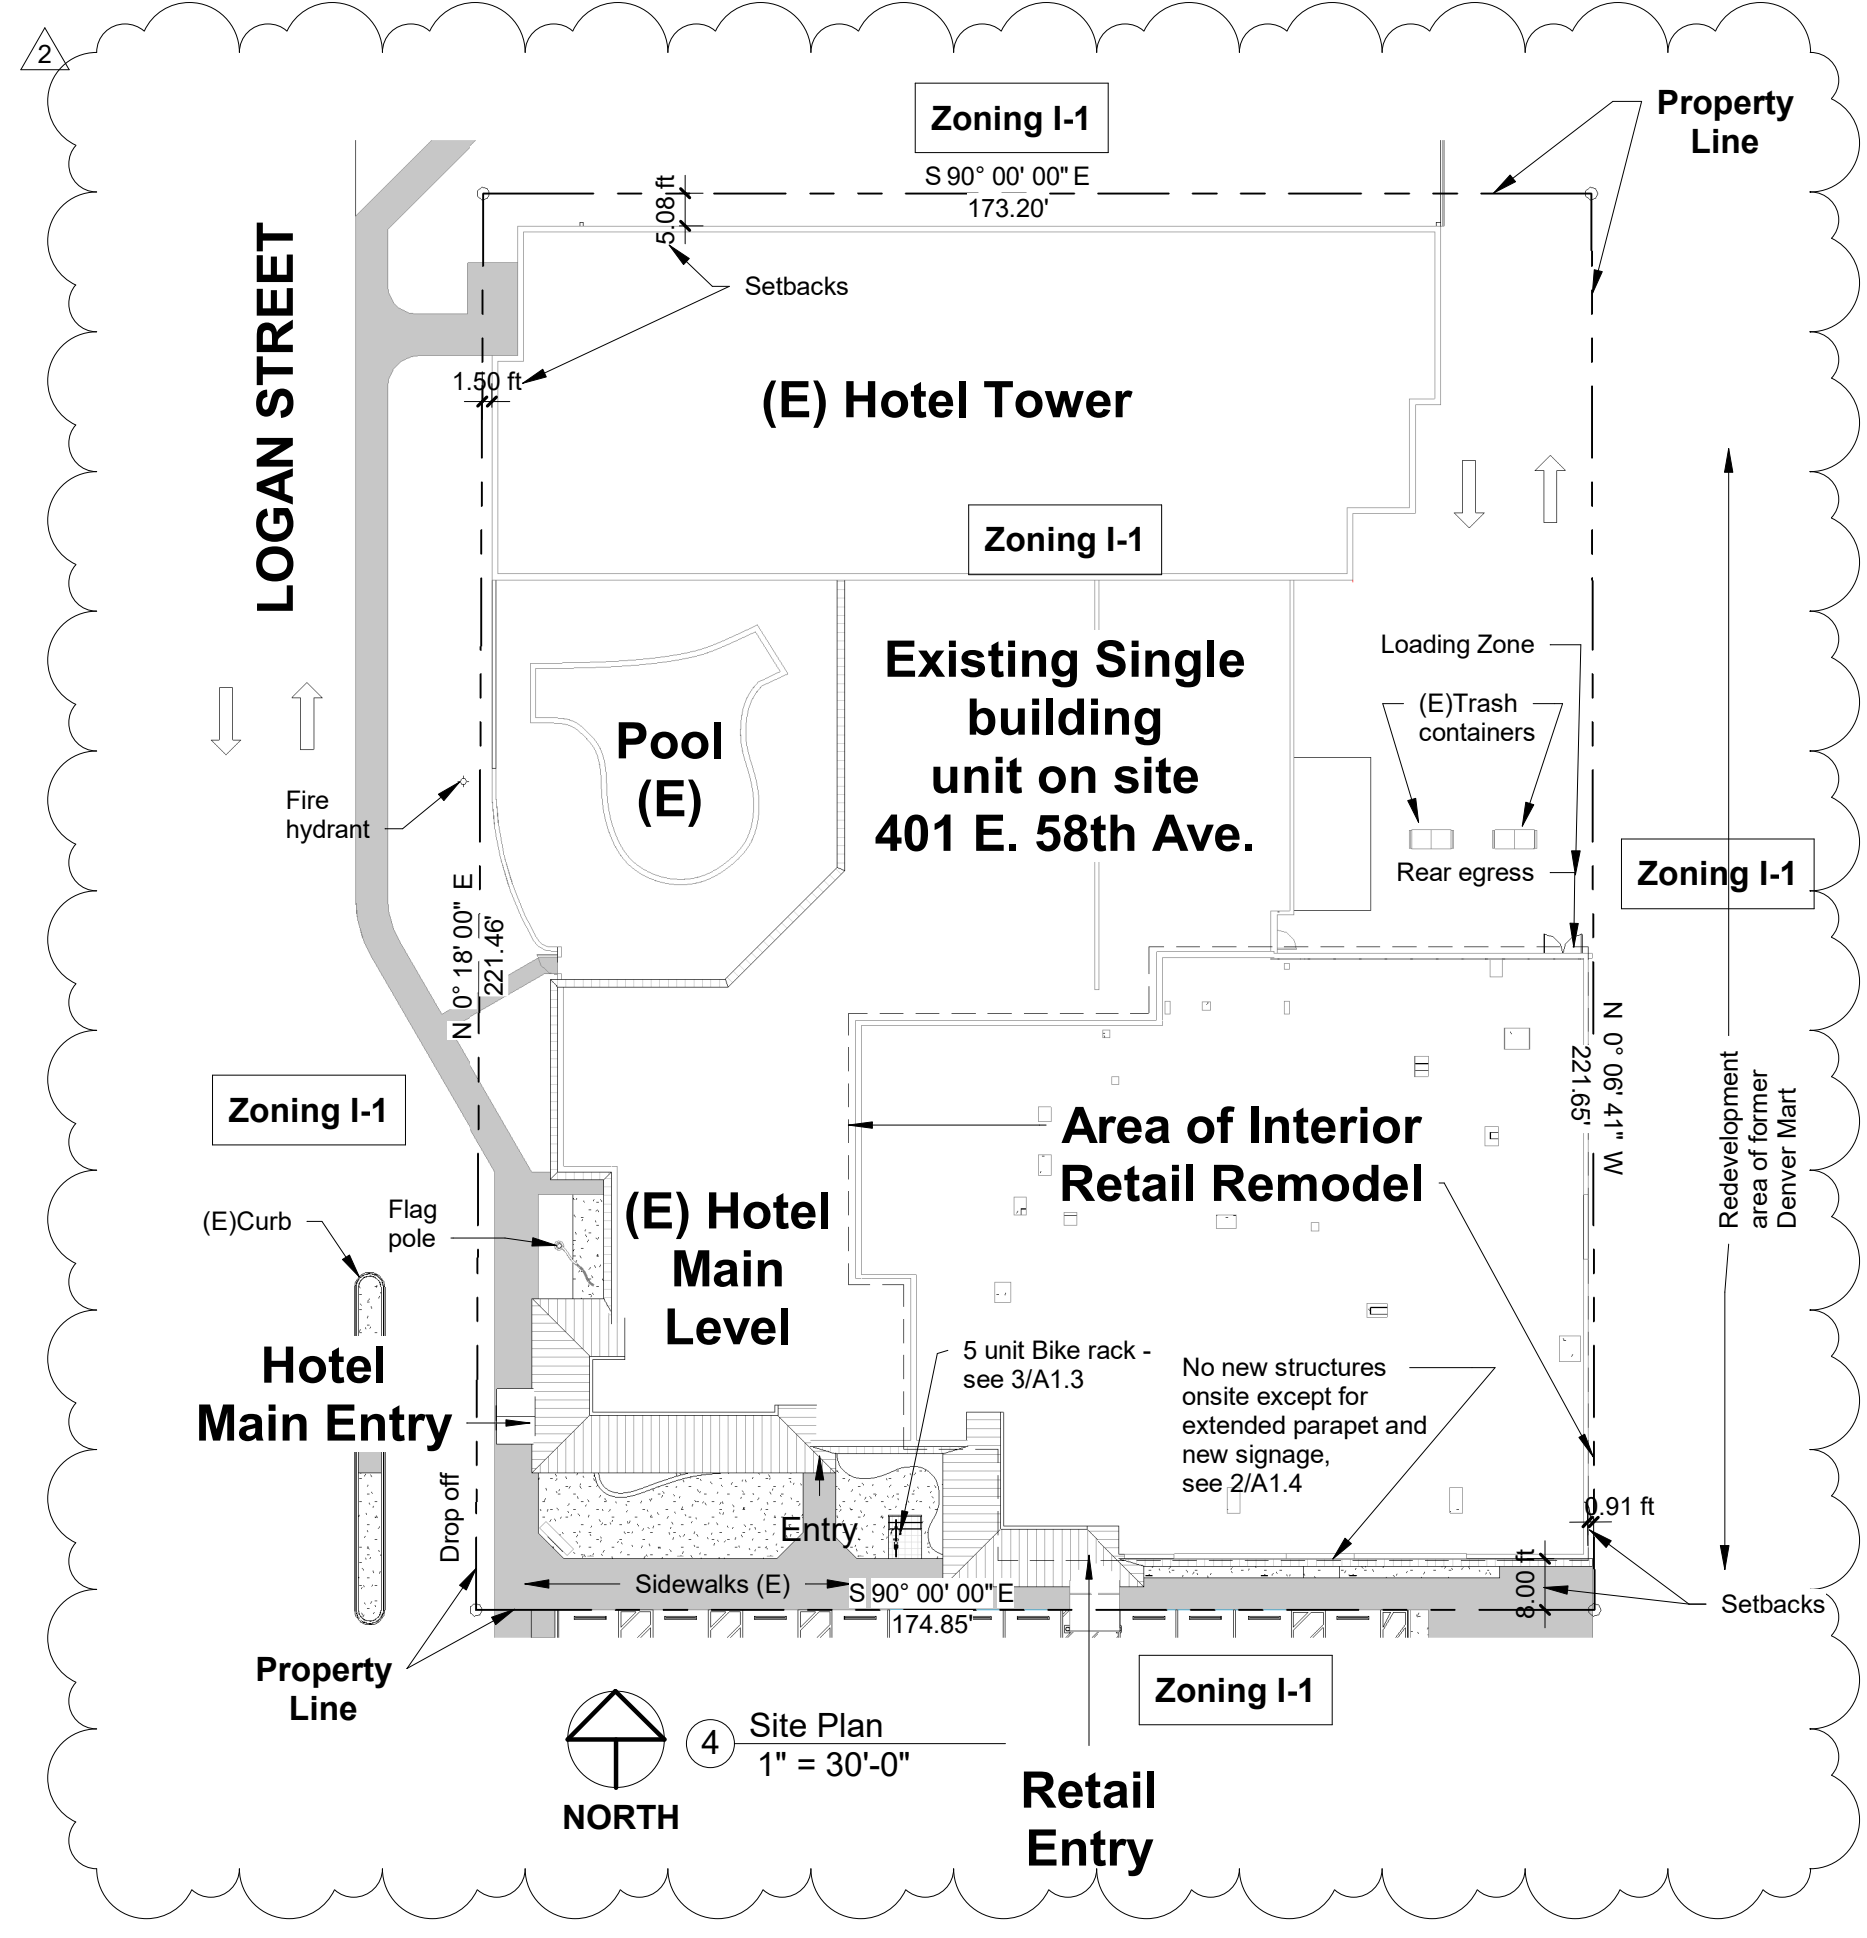 2
Zoning I-1
Property
Line
S 90° 00' 00" E
173.20'
5.08 ft
Setbacks
LOGAN STREET
1.50 ft
(E) Hotel Tower
Zoning I-1
Existing Single
building
unit on site
401 E. 58th Ave.
Pool
(E)
Loading Zone
(E)Trash
containers
Rear egress
Zoning I-1
Fire
hydrant
N 0° 18' 00" E
221.46'
N 0° 06' 41" W
221.65'
Redevelopment
area of former
Denver Mart
Zoning I-1
Area of Interior
Retail Remodel
(E)Curb
Flag
pole
(E) Hotel
Main
Level
Hotel
Main Entry
5 unit Bike rack -
see 3/A1.3
No new structures
onsite except for
extended parapet and
new signage,
see 2/A1.4
Drop off
Entry
0.91 ft
8.00 ft
Sidewalks (E)
S 90° 00' 00" E
174.85'
Setbacks
Property
Line
Zoning I-1
4
Site Plan
1" = 30'-0"
NORTH
Retail
Entry